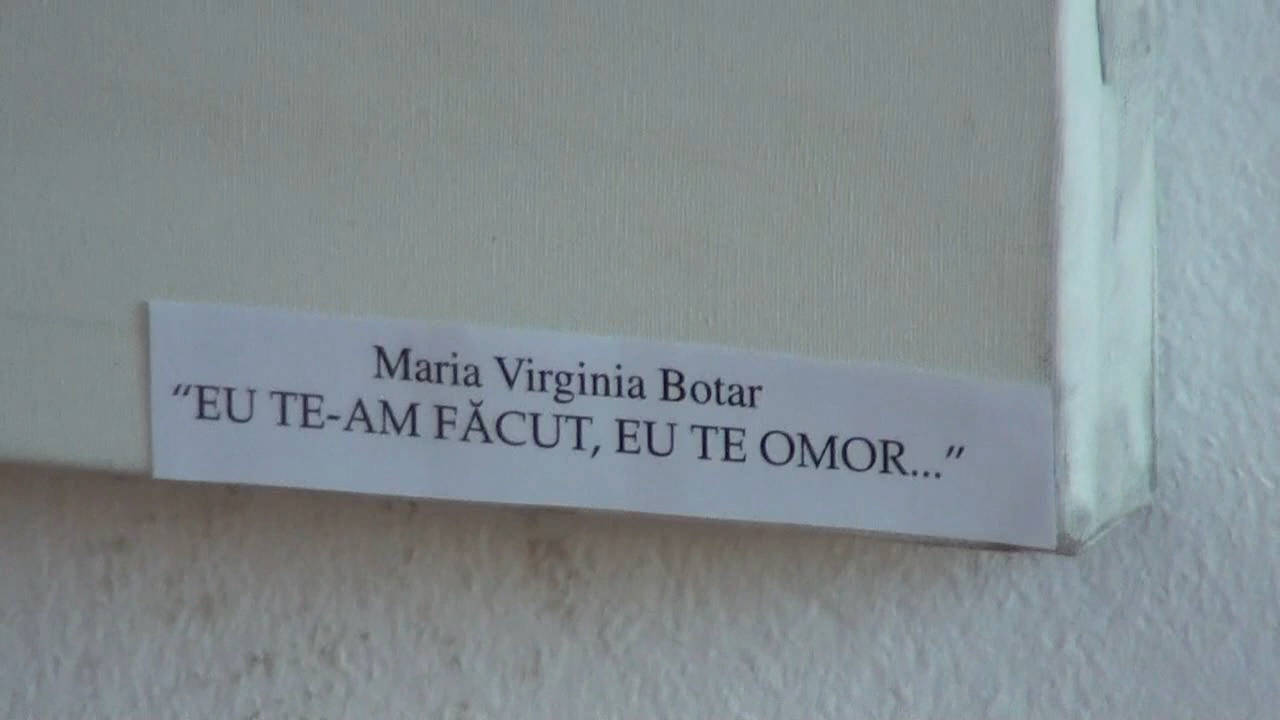 Maria Virginia Botar
“EU TE-AM FĂCUT, EU TE OMOR...”